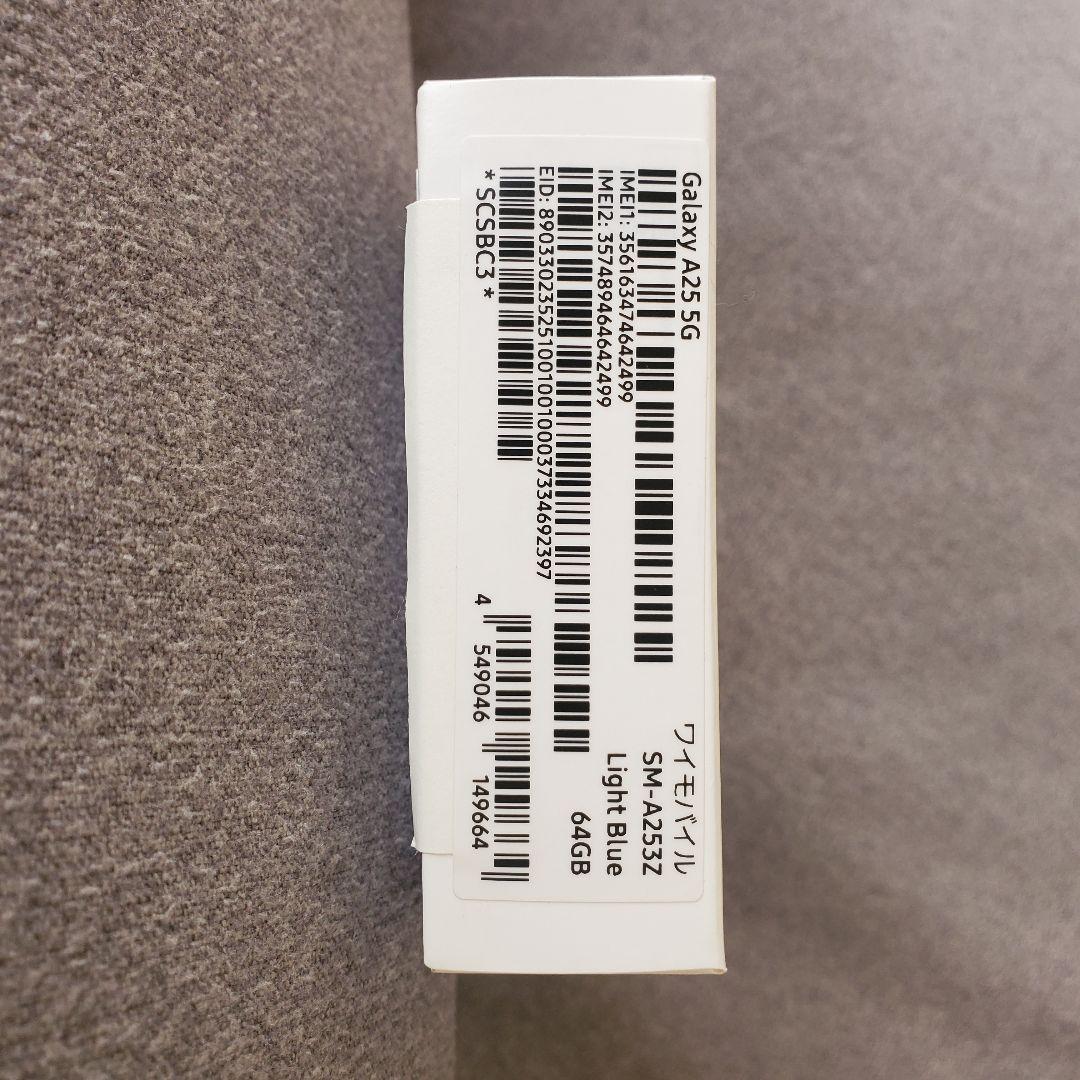 Galaxy A25 5G
IMEI1: 356163474642499
IMEI2: 357489464642499
EID: 89033023525100100100037334692397
* SCSBC3 *
ワイモバイル
SM-A253Z
Light Blue
64GB
4 549046 149664